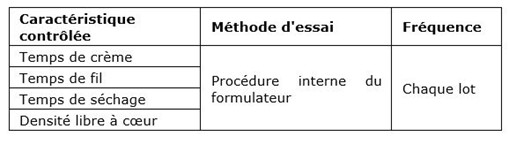 Caractéristique
contrôlée
Méthode d'essai
Fréquence
Temps de crème
Temps de fil
Temps de séchage
Densité libre à cœur
Procédure interne du
formulateur
Chaque lot